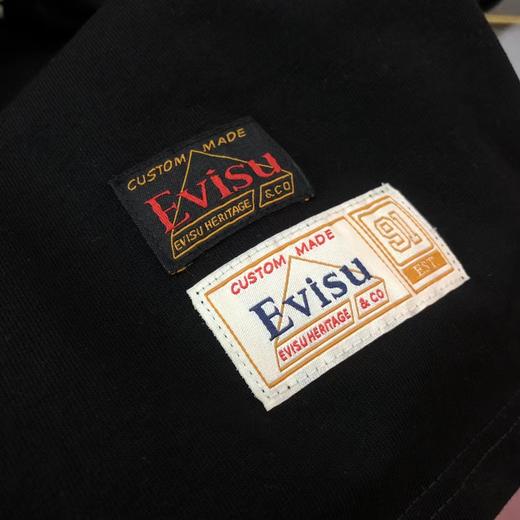 CUSTOM MADE
Evisu
EVISU HERITAGE & CO
CUSTOM MADE
Evisu
EVISU HERITAGE & CO
91
EST